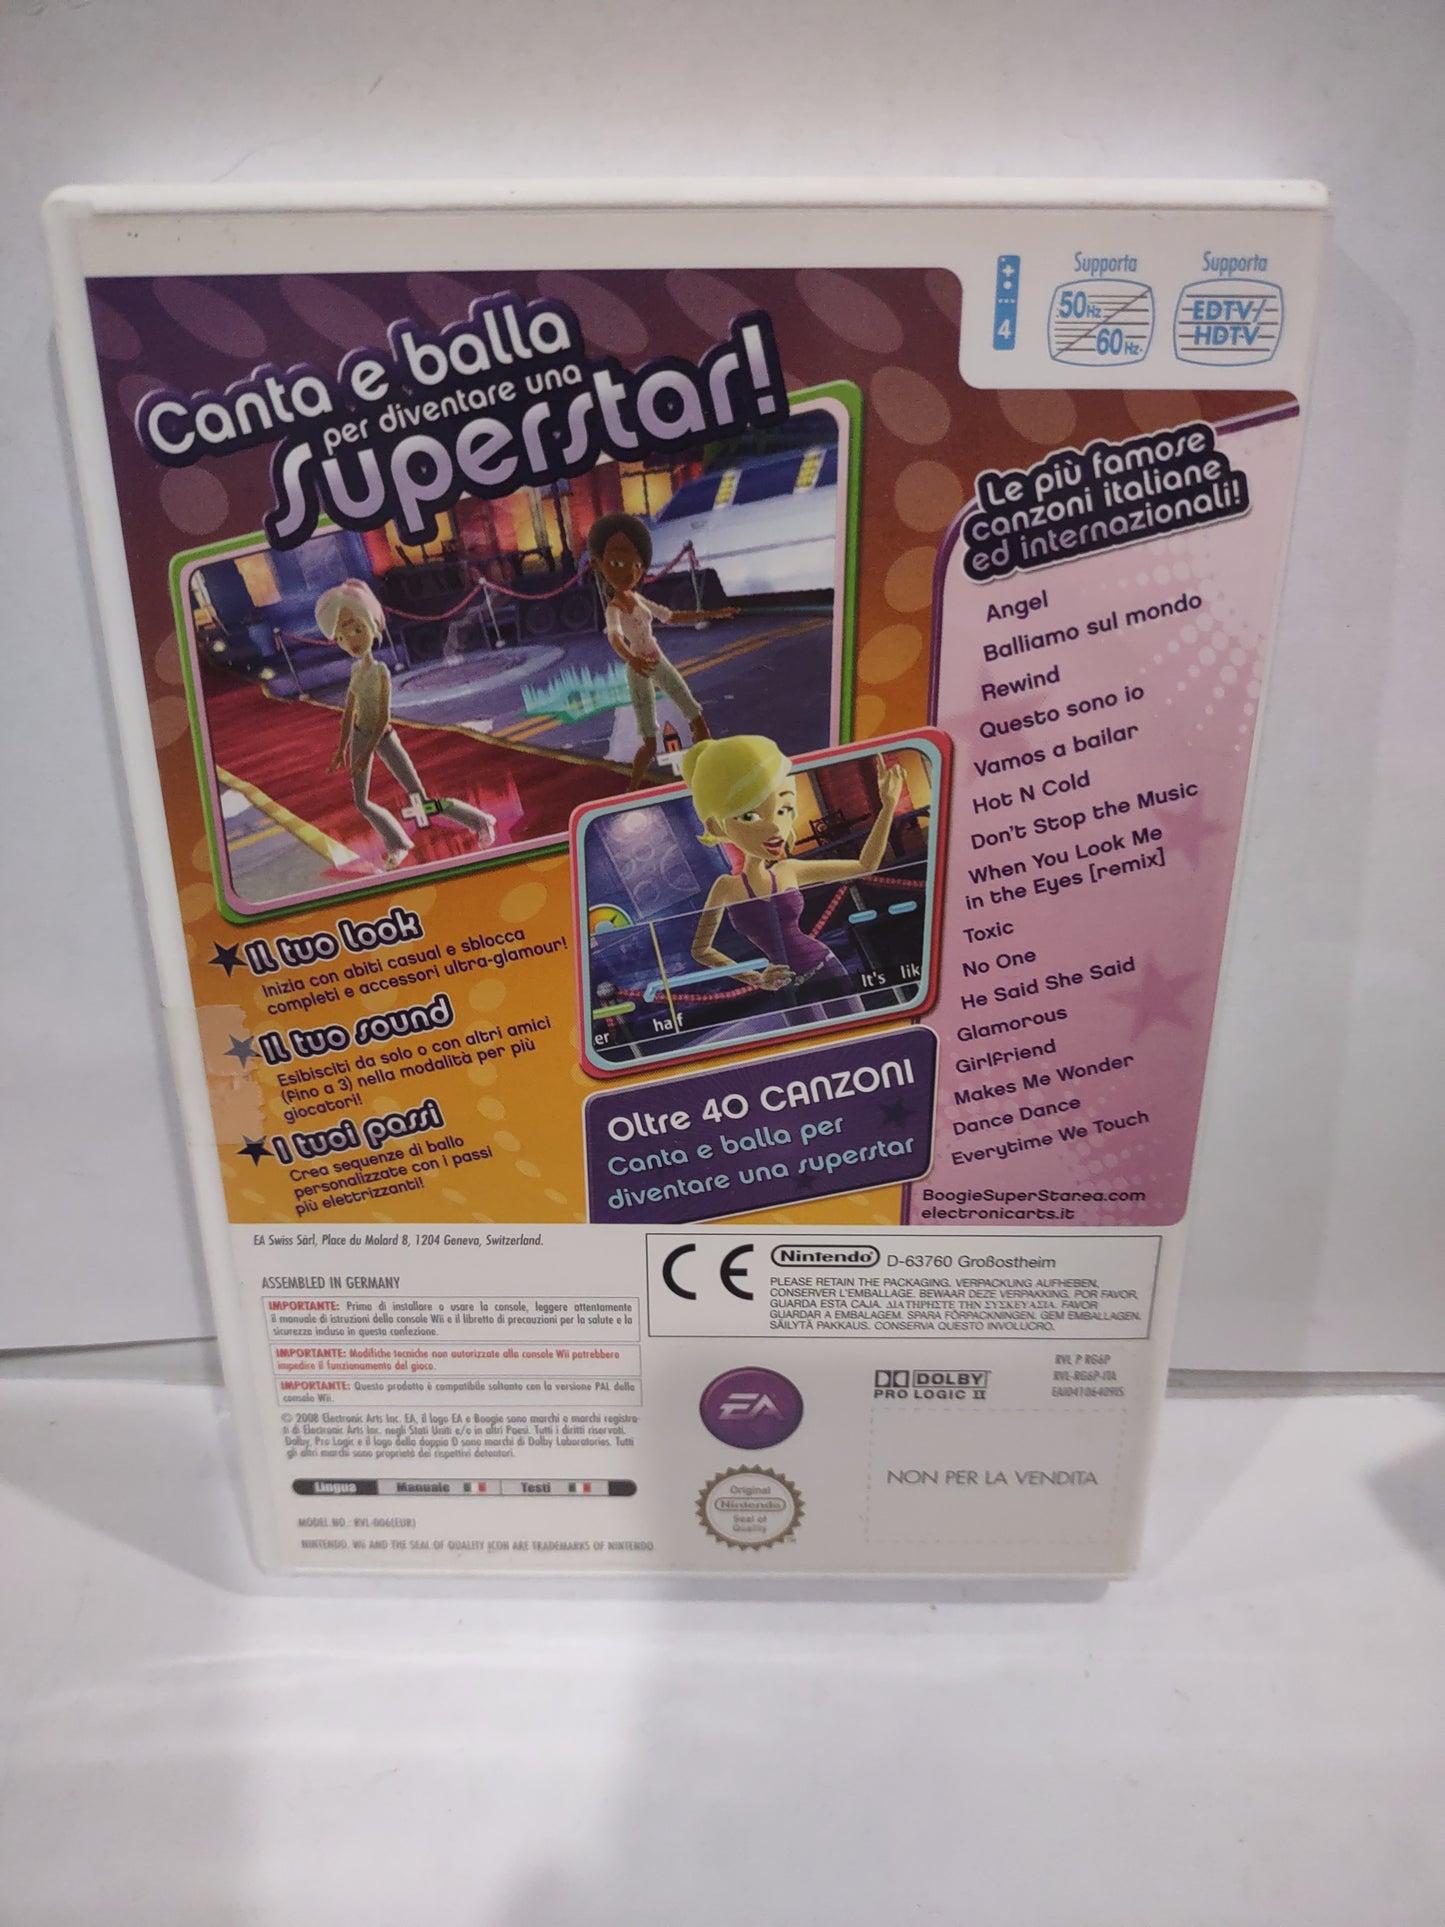 Supporta
50Hz
60Hz
Supporta
EDTV/
HDTV
4
Canta e balla
per diventare una
superstar!
Le più famose
canzoni italiane
ed internazionali!
Angel
Balliamo sul mondo
Rewind
Questo sono io
Vamos a bailar
Hot N Cold
Don't Stop the Music
When You Look Me
in the Eyes [remix]
Toxic
No One
He Said She Said
Glamorous
Girlfriend
Makes Me Wonder
Dance Dance
Everytime We Touch
BoogieSuperStarea.com
electronicarts.it
Il tuo look
Inizia con abiti casual e sblocca
completi e accessori ultra-glamour!
Il tuo sound
Esibisciti da solo o con altri amici
(fino a 3) nella modalità per più
giocatori!
I tuoi passi
Crea sequenze di ballo
personalizzate con i passi
più elettrizzanti!
er half It's lik
Oltre 40 CANZONI
Canta e balla per
diventare una superstar
EA Swiss Sàrl, Place du Molard 8, 1204 Geneva, Switzerland.
ASSEMBLED IN GERMANY
IMPORTANTE: Prima di installare o usare la console, leggere attentamente
il manuale di istruzioni della console Wii e il libretto di precauzioni per la salute e la
sicurezza incluso in questa confezione.
IMPORTANTE: Modifiche tecniche non autorizzate alla console Wii potrebbero
impedire il funzionamento del gioco.
IMPORTANTE: Questo prodotto è compatibile soltanto con la versione PAL della
console Wii.
© 2008 Electronic Arts Inc. EA, il logo EA e Boogie sono marchi o marchi registra-
ti di Electronic Arts Inc. negli Stati Uniti e/o in altri Paesi. Tutti i diritti riservati.
Dolby, Pro Logic e il logo della doppia D sono marchi di Dolby Laboratories. Tutti
gli altri marchi sono proprietà dei rispettivi detentori.
Lingua Manuale Testi
MODEL NO.: RVL-006(EUR)
NINTENDO, Wii AND THE SEAL OF QUALITY ICON ARE TRADEMARKS OF NINTENDO
CE
Nintendo D-63760 Großostheim
PLEASE RETAIN THE PACKAGING. VERPACKUNG AUFHEBEN.
CONSERVER L'EMBALLAGE. BEWAAR DEZE VERPAKKING. POR FAVOR,
GUARDA ESTA CAJA. ΔΙΑΤΗΡΗΣΤΕ ΤΗΝ ΣΥΣΚΕΥΑΣΙΑ. FAVOR
GUARDAR A EMBALAGEM. SPARA FÖRPACKNINGEN. GEM EMBALLAGEN.
SÄILYTÄ PAKKAUS. CONSERVA QUESTO INVOLUCRO.
EA
DOLBY
PRO LOGIC II
RVL P RG6P
RVL-RG6P-ITA
EAI04106409IS
Original
Nintendo
Seal of
Quality
NON PER LA VENDITA